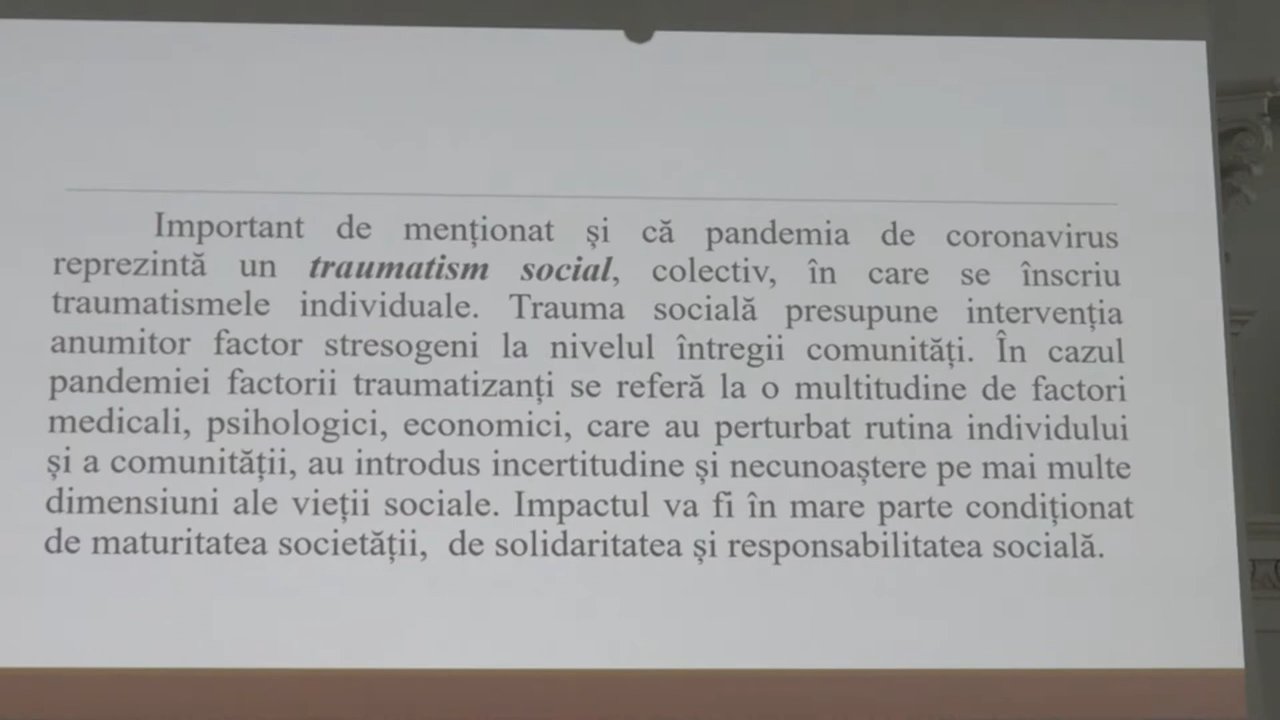 Important de menționat și că pandemia de coronavirus
reprezintă un traumatism social, colectiv, în care se înscriu
traumatismele individuale. Trauma socială presupune intervenția
anumitor factor stresogeni la nivelul întregii comunități. În cazul
pandemiei factorii traumatizanți se referă la o multitudine de factori
medicali, psihologici, economici, care au perturbat rutina individului
și a comunității, au introdus incertitudine și necunoaștere pe mai multe
dimensiuni ale vieții sociale. Impactul va fi în mare parte condiționat
de maturitatea societății, de solidaritatea și responsabilitatea socială.